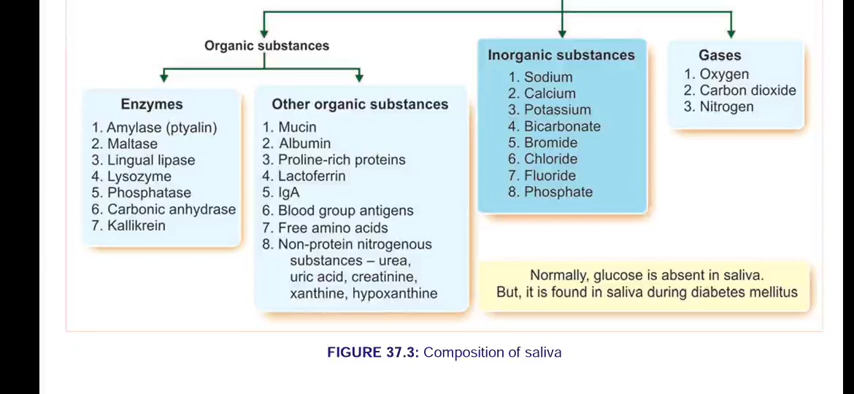 Organic substances
Enzymes
1. Amylase (ptyalin)
2. Maltase
3. Lingual lipase
4. Lysozyme
5. Phosphatase
6. Carbonic anhydrase
7. Kallikrein
Other organic substances
1. Mucin
2. Albumin
3. Proline-rich proteins
4. Lactoferrin
5. IgA
6. Blood group antigens
7. Free amino acids
8. Non-protein nitrogenous
substances – urea,
uric acid, creatinine,
xanthine, hypoxanthine
Inorganic substances
1. Sodium
2. Calcium
3. Potassium
4. Bicarbonate
5. Bromide
6. Chloride
7. Fluoride
8. Phosphate
Gases
1. Oxygen
2. Carbon dioxide
3. Nitrogen
Normally, glucose is absent in saliva.
But, it is found in saliva during diabetes mellitus
FIGURE 37.3: Composition of saliva